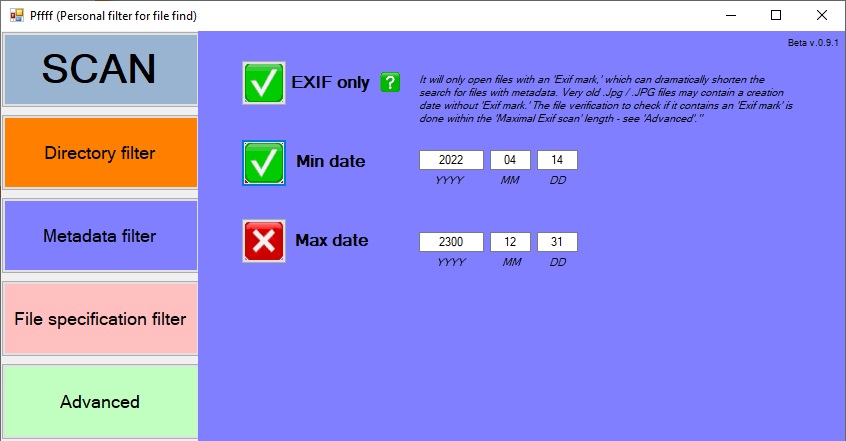 Pffff (Personal filter for file find)
Beta v.0.9.1
SCAN
Directory filter
Metadata filter
File specification filter
Advanced
EXIF only
?
It will only open files with an 'Exif mark,' which can dramatically shorten the
search for files with metadata. Very old .Jpg / .JPG files may contain a creation
date without 'Exif mark.' The file verification to check if it contains an 'Exif mark' is
done within the 'Maximal Exif scan' length - see 'Advanced'."
Min date
2022 04 14
YYYY MM DD
Max date
2300 12 31
YYYY MM DD